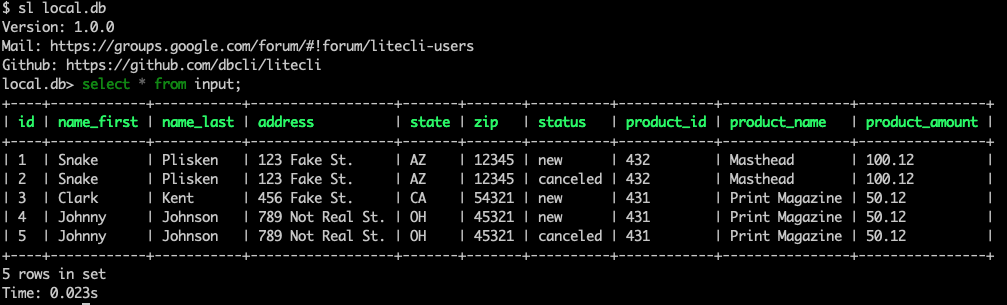 $ sl local.db
Version: 1.0.0
Mail: https://groups.google.com/forum/#!forum/litecli-users
Github: https://github.com/dbcli/litecli
local.db> select * from input;
+----+------------+-----------+------------------+-------+-------+----------+------------+----------------+----------------+
| id | name_first | name_last | address          | state | zip   | status   | product_id | product_name   | product_amount |
+----+------------+-----------+------------------+-------+-------+----------+------------+----------------+----------------+
| 1  | Snake      | Plisken   | 123 Fake St.     | AZ    | 12345 | new      | 432        | Masthead       | 100.12         |
| 2  | Snake      | Plisken   | 123 Fake St.     | AZ    | 12345 | canceled | 432        | Masthead       | 100.12         |
| 3  | Clark      | Kent      | 456 Fake St.     | CA    | 54321 | new      | 431        | Print Magazine | 50.12          |
| 4  | Johnny     | Johnson   | 789 Not Real St. | OH    | 45321 | new      | 431        | Print Magazine | 50.12          |
| 5  | Johnny     | Johnson   | 789 Not Real St. | OH    | 45321 | canceled | 431        | Print Magazine | 50.12          |
+----+------------+-----------+------------------+-------+-------+----------+------------+----------------+----------------+
5 rows in set
Time: 0.023s